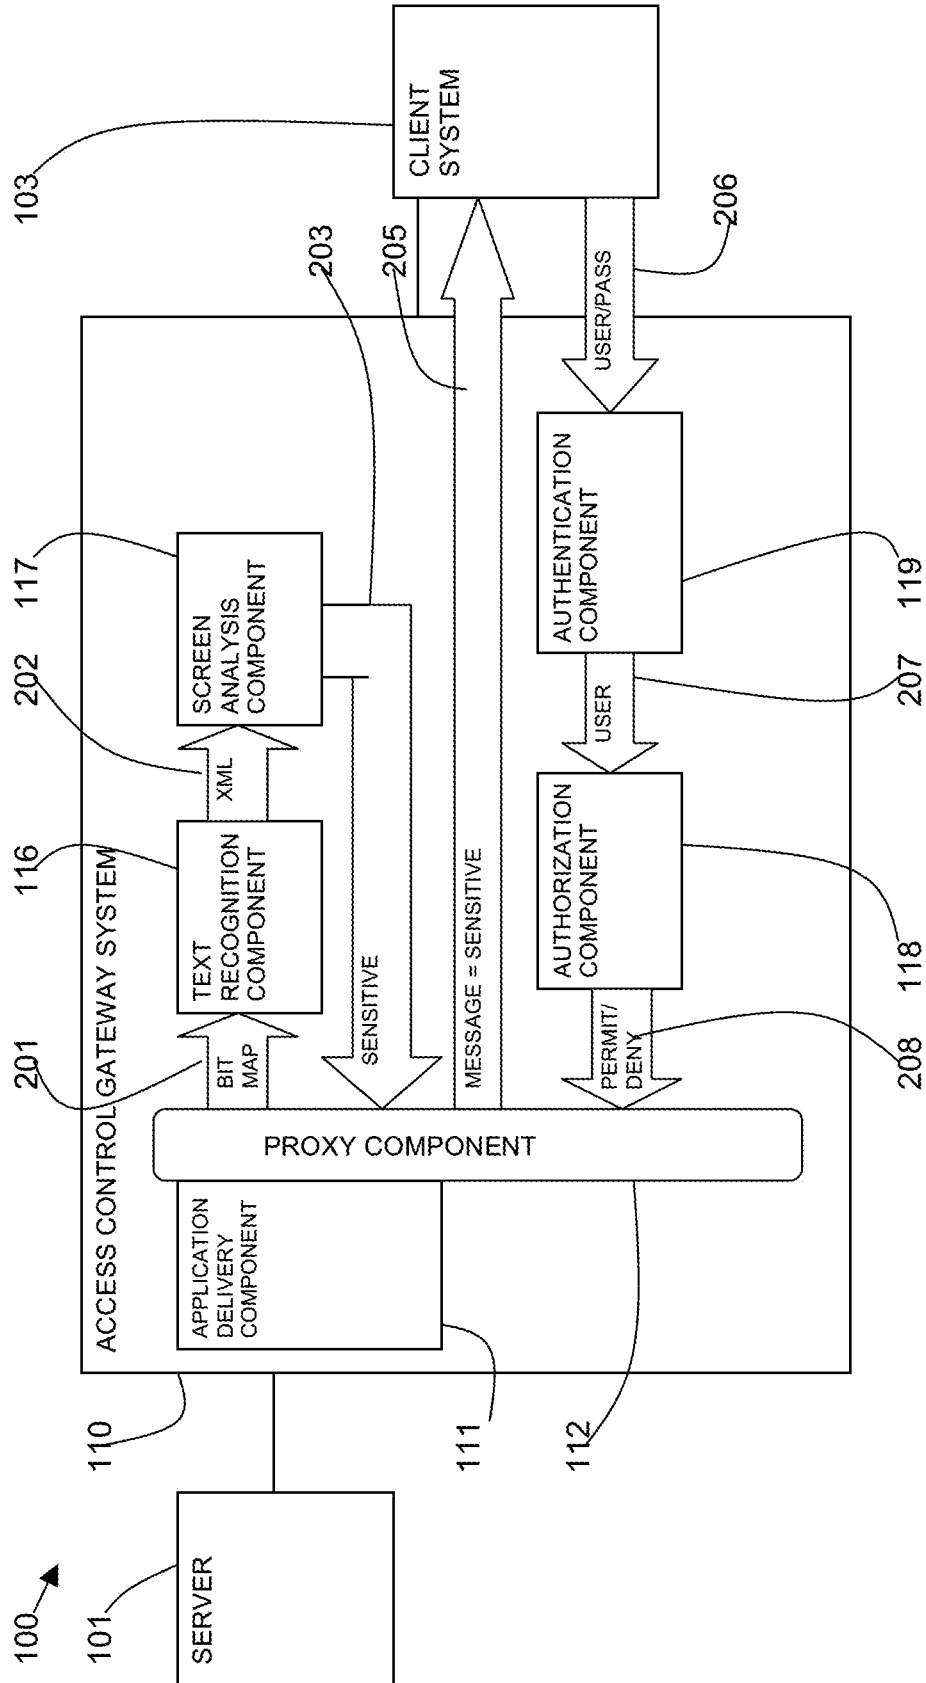 100
101
SERVER
110
ACCESS CONTROL GATEWAY SYSTEM
111
APPLICATION
DELIVERY
COMPONENT
112
PROXY COMPONENT
201
BIT
MAP
116
TEXT
RECOGNITION
COMPONENT
202
XML
117
SCREEN
ANALYSIS
COMPONENT
203
SENSITIVE
205
MESSAGE = SENSITIVE
103
CLIENT
SYSTEM
206
USER/PASS
119
AUTHENTICATION
COMPONENT
207
USER
118
AUTHORIZATION
COMPONENT
208
PERMIT/
DENY